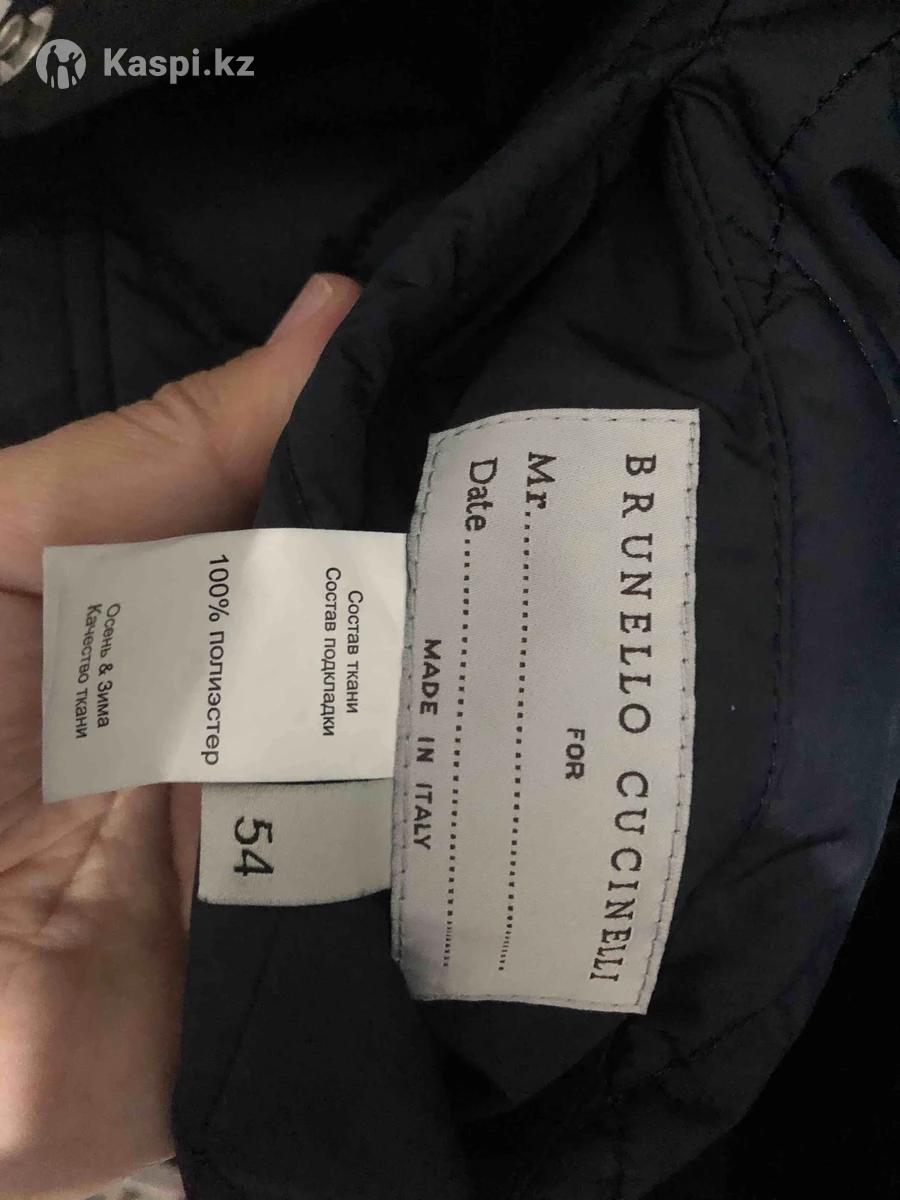 Kaspi.kz
BRUNELLO CUCINELLI
FOR
Mr.
Date
MADE IN ITALY
Состав ткани
Состав подкладки
100% полиэстер
Осень & Зима
Качество ткани
54